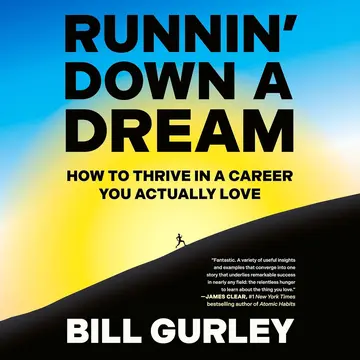 RUNNIN'
DOWN A
DREAM
HOW TO THRIVE IN A CAREER
YOU ACTUALLY LOVE
"Fantastic. A variety of useful insights
and examples that converge into one
story that underlies remarkable success
in nearly any field: the relentless hunger
to learn about the thing you love."
—JAMES CLEAR, #1 New York Times
bestselling author of Atomic Habits
BILL GURLEY